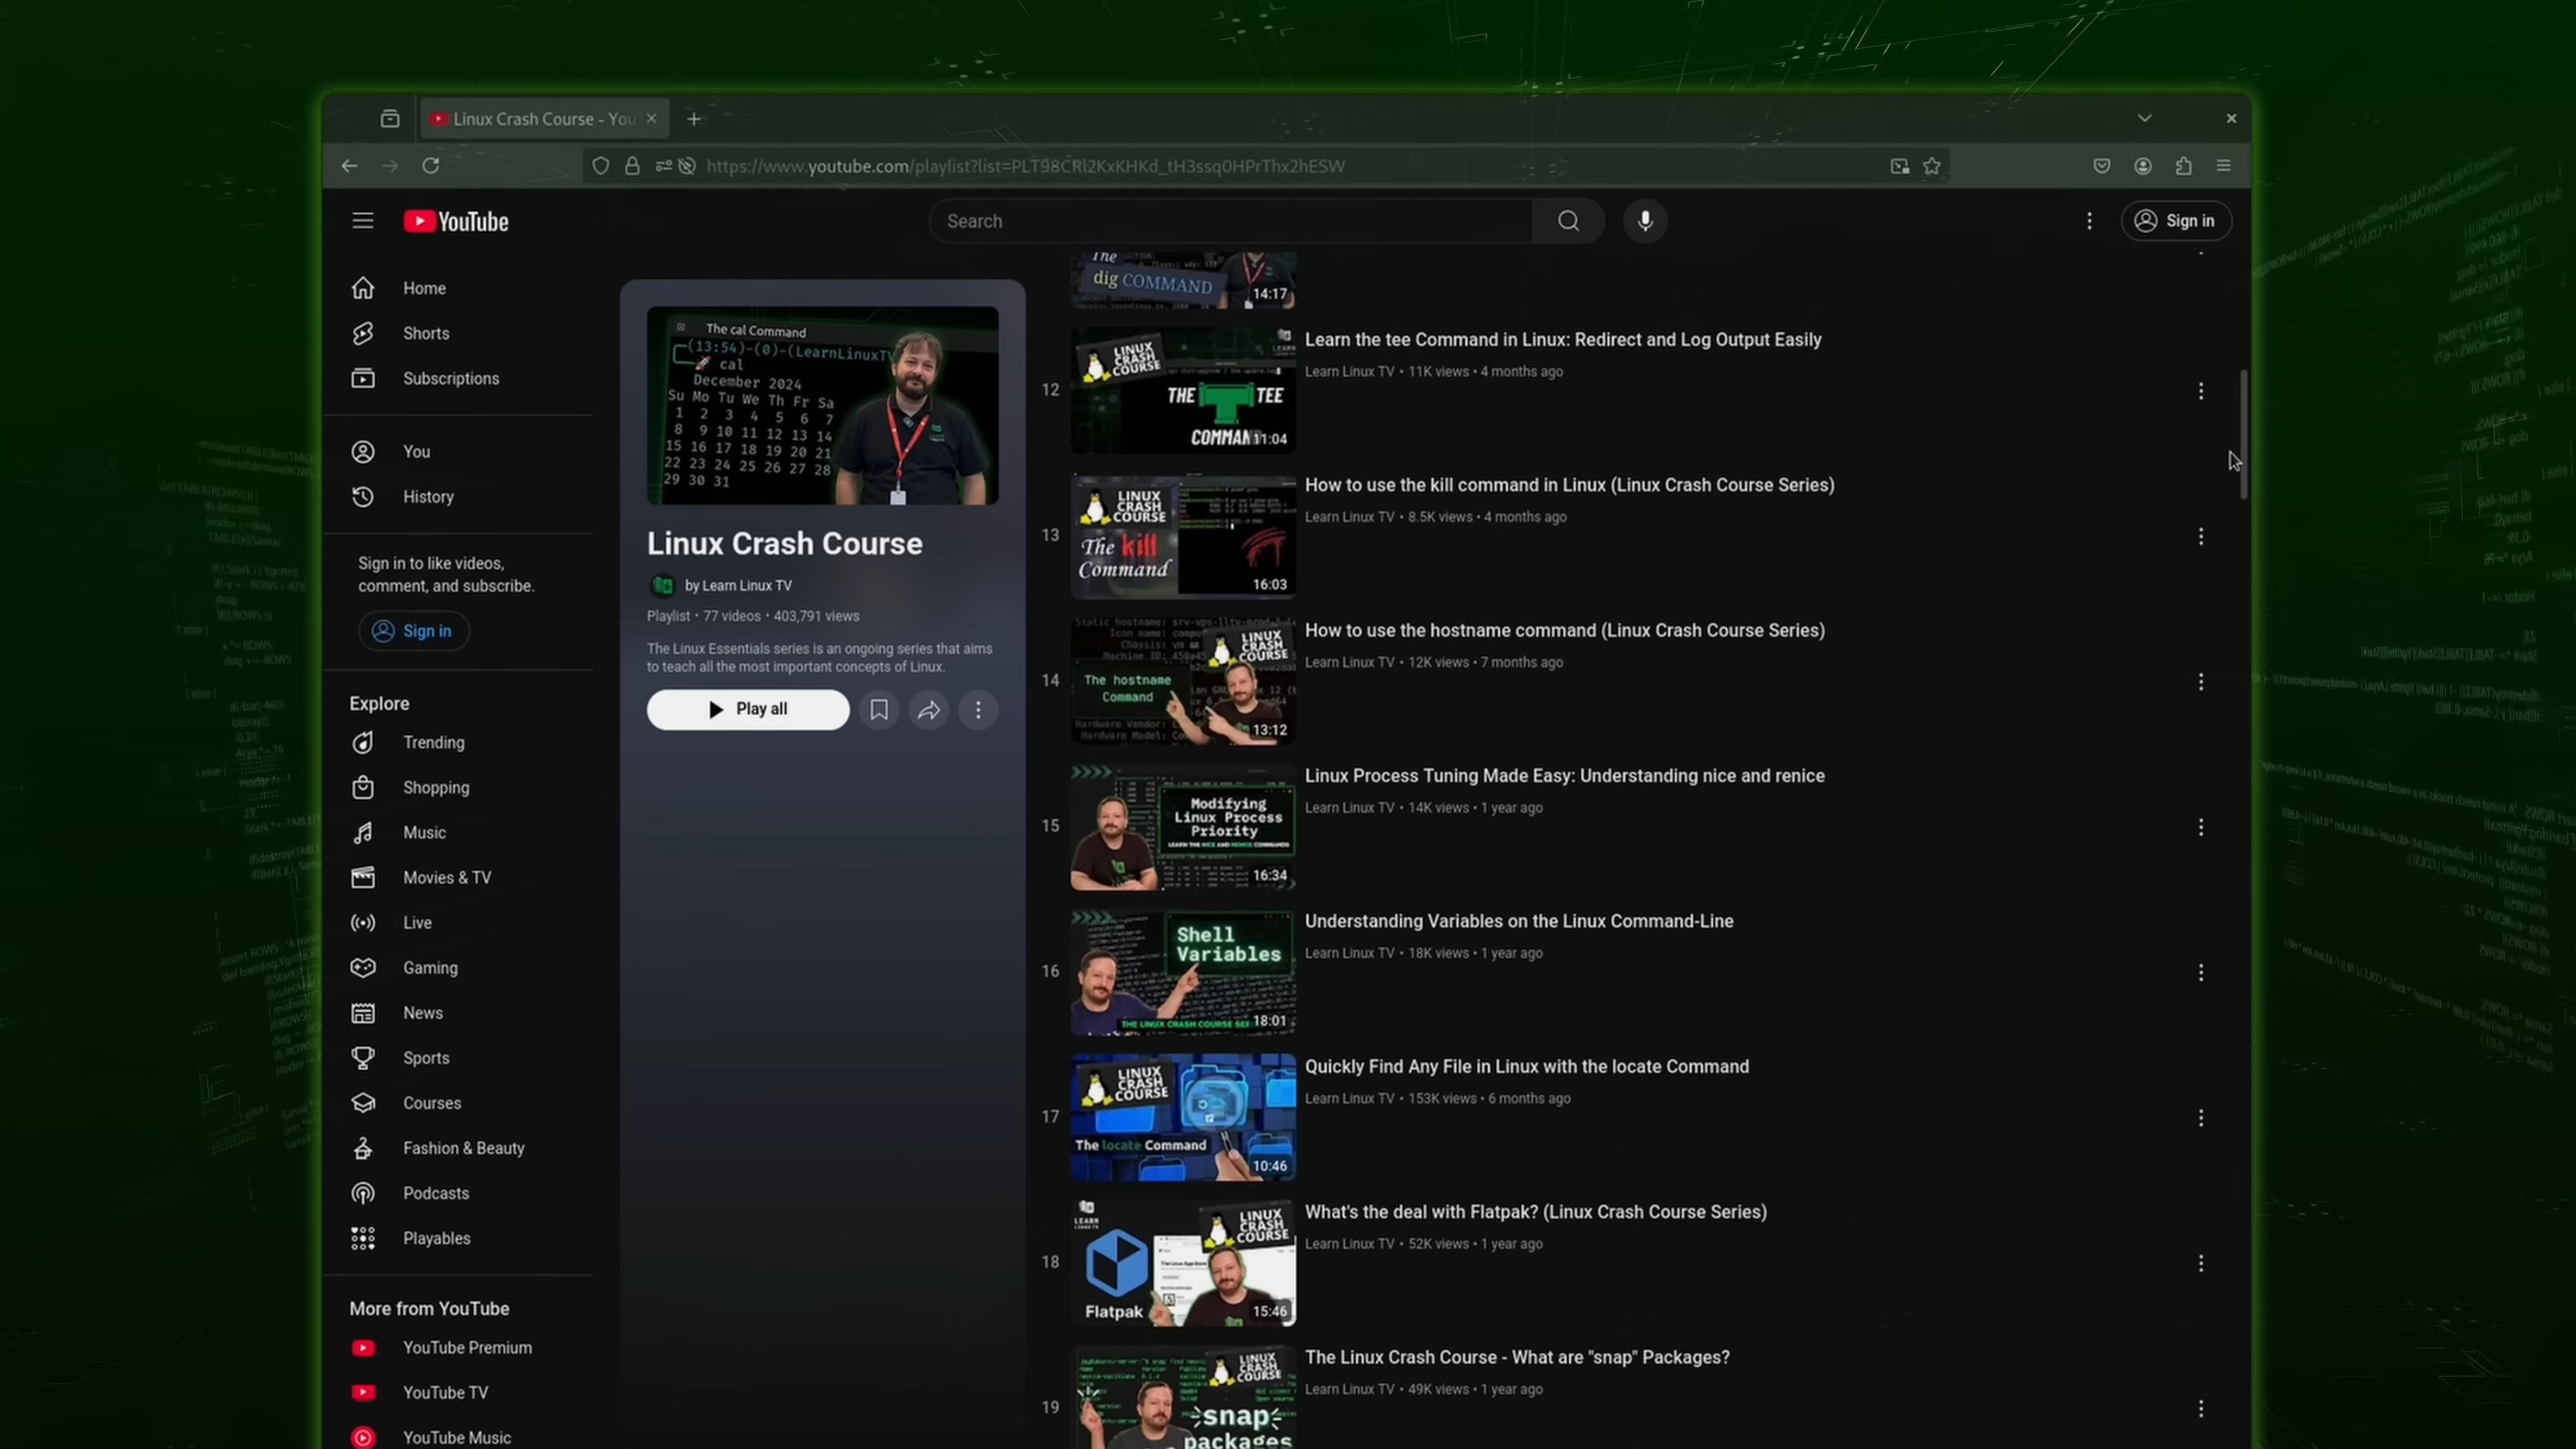 Linux Crash Course - You
https://www.youtube.com/playlist?list=PLT98CRl2KxKHKd_tH3ssq0HPrThx2hESW
YouTube
Search
Sign in
Home
Shorts
Subscriptions
You
History
Sign in to like videos,
comment, and subscribe.
Sign in
Explore
Trending
Shopping
Music
Movies & TV
Live
Gaming
News
Sports
Courses
Fashion & Beauty
Podcasts
Playables
More from YouTube
YouTube Premium
YouTube TV
YouTube Music
The cal Command
(13:54)-(0)-(LearnLinuxTV
cal
December 2024
Su Mo Tu We Th Fr Sa
1 2 3 4 5 6 7
8 9 10 11 12 13 14
15 16 17 18 19 20 21
22 23 24 25 26 27 28
29 30 31
Linux Crash Course
by Learn Linux TV
Playlist • 77 videos • 403,791 views
The Linux Essentials series is an ongoing series that aims
to teach all the most important concepts of Linux.
Play all
The
dig COMMAND
14:17
12
LINUX
CRASH
COURSE
THE TEE
COMMAN
11:04
Learn the tee Command in Linux: Redirect and Log Output Easily
Learn Linux TV • 11K views • 4 months ago
13
LINUX
CRASH
COURSE
The kill
Command
16:03
How to use the kill command in Linux (Linux Crash Course Series)
Learn Linux TV • 8.5K views • 4 months ago
14
LINUX
CRASH
COURSE
The hostname
Command
13:12
How to use the hostname command (Linux Crash Course Series)
Learn Linux TV • 12K views • 7 months ago
15
Modifying
Linux Process
Priority
LEARN THE NICE AND RENICE COMMANDS
16:34
Linux Process Tuning Made Easy: Understanding nice and renice
Learn Linux TV • 14K views • 1 year ago
16
Shell
Variables
THE LINUX CRASH COURSE SER
18:01
Understanding Variables on the Linux Command-Line
Learn Linux TV • 18K views • 1 year ago
17
LINUX
CRASH
COURSE
The locate Command
10:46
Quickly Find Any File in Linux with the locate Command
Learn Linux TV • 153K views • 6 months ago
18
LINUX
CRASH
COURSE
Flatpak
15:46
What's the deal with Flatpak? (Linux Crash Course Series)
Learn Linux TV • 52K views • 1 year ago
19
LINUX
CRASH
COURSE
snap
packages
The Linux Crash Course - What are "snap" Packages?
Learn Linux TV • 49K views • 1 year ago